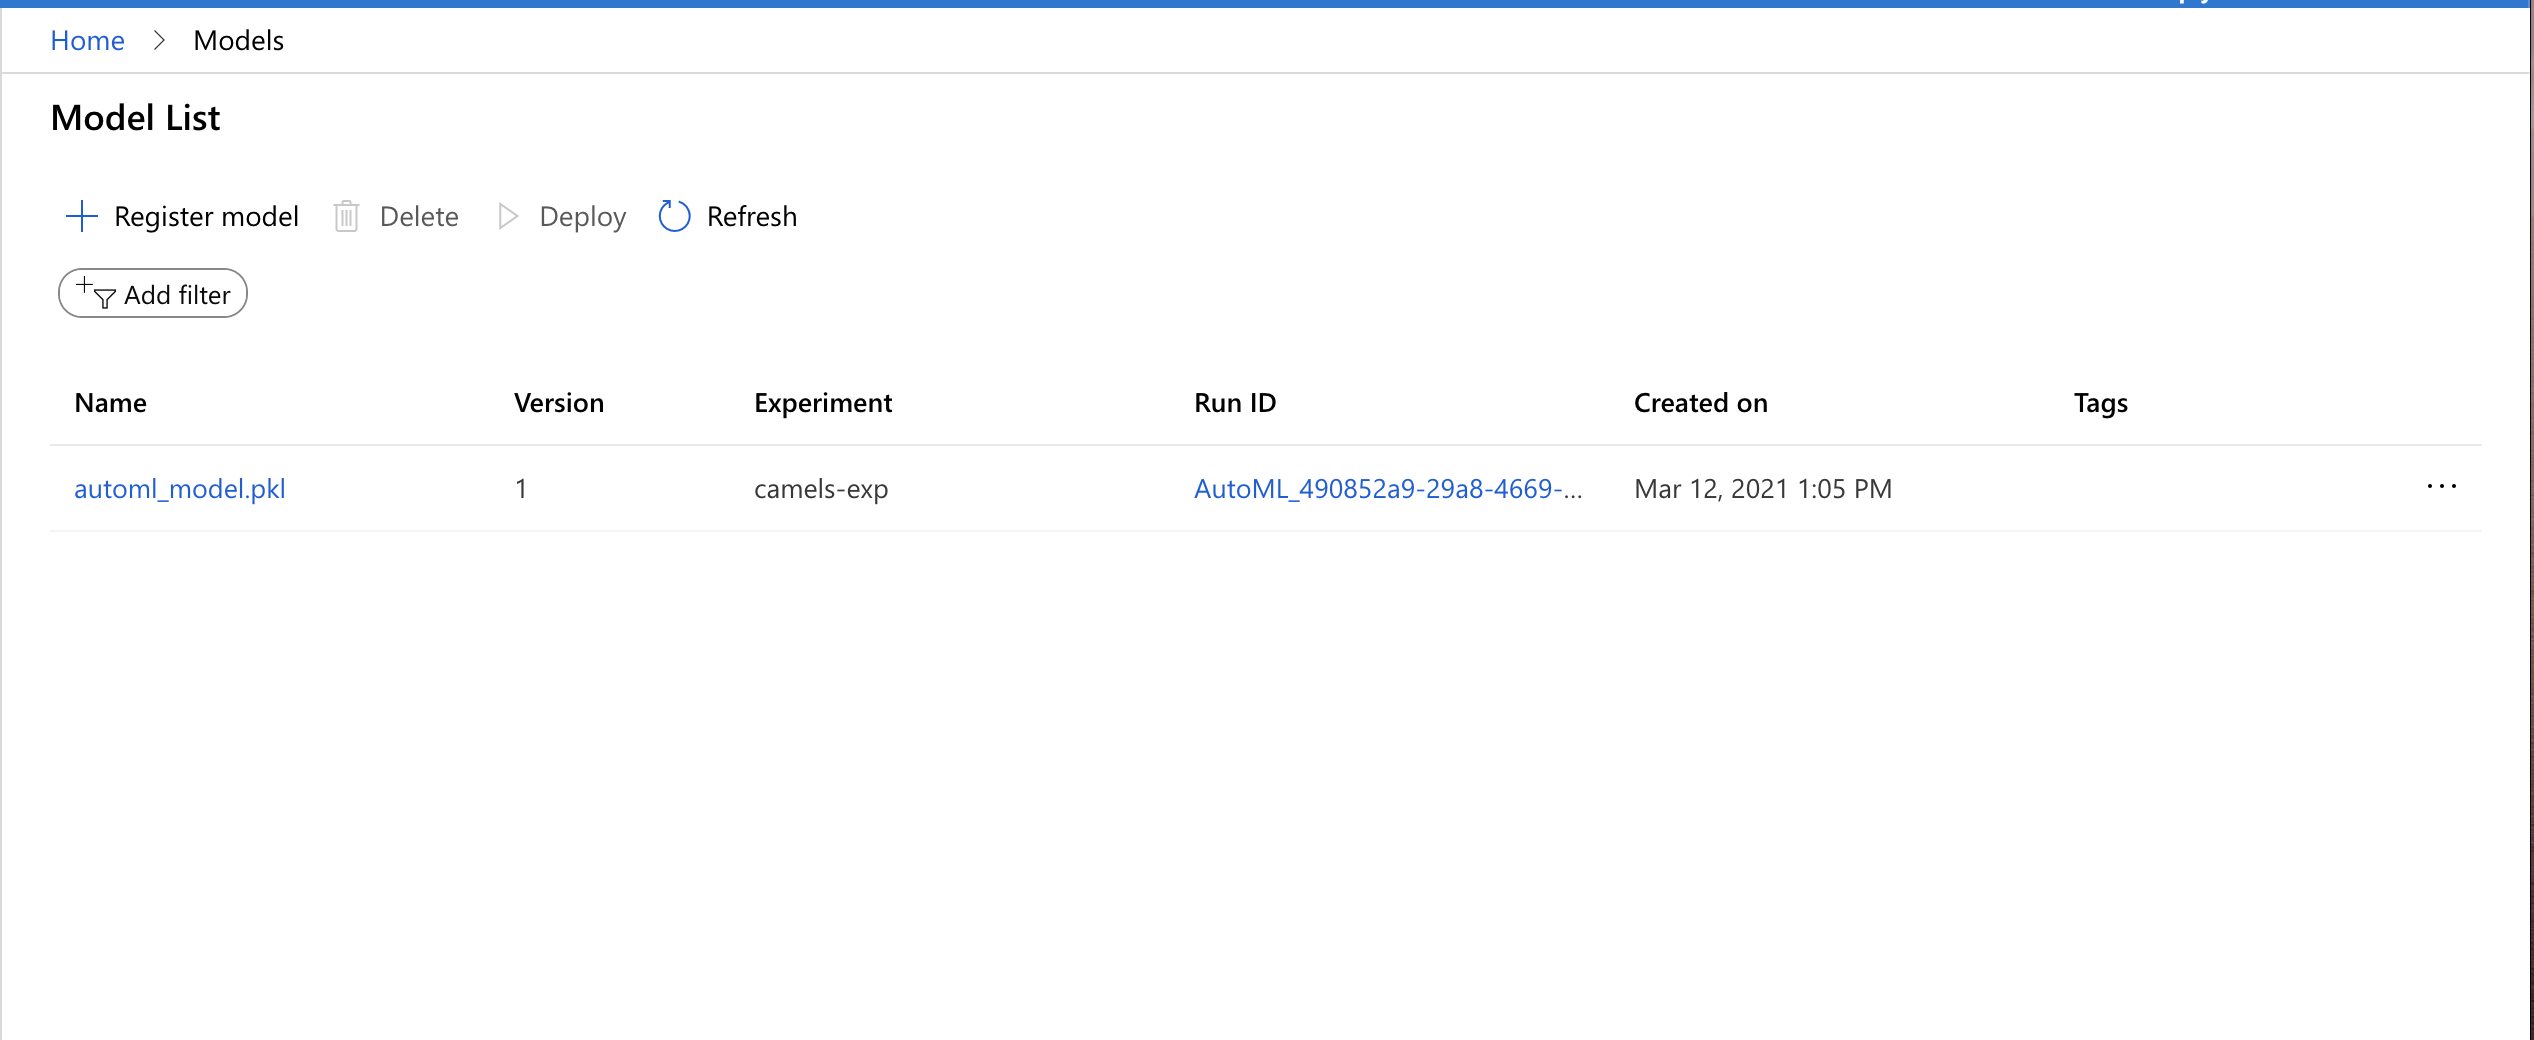 Home > Models
Model List
Register model Delete Deploy Refresh
Add filter
Name Version Experiment Run ID Created on Tags
automl_model.pkl 1 camels-exp AutoML_490852a9-29a8-4669-... Mar 12, 2021 1:05 PM ...